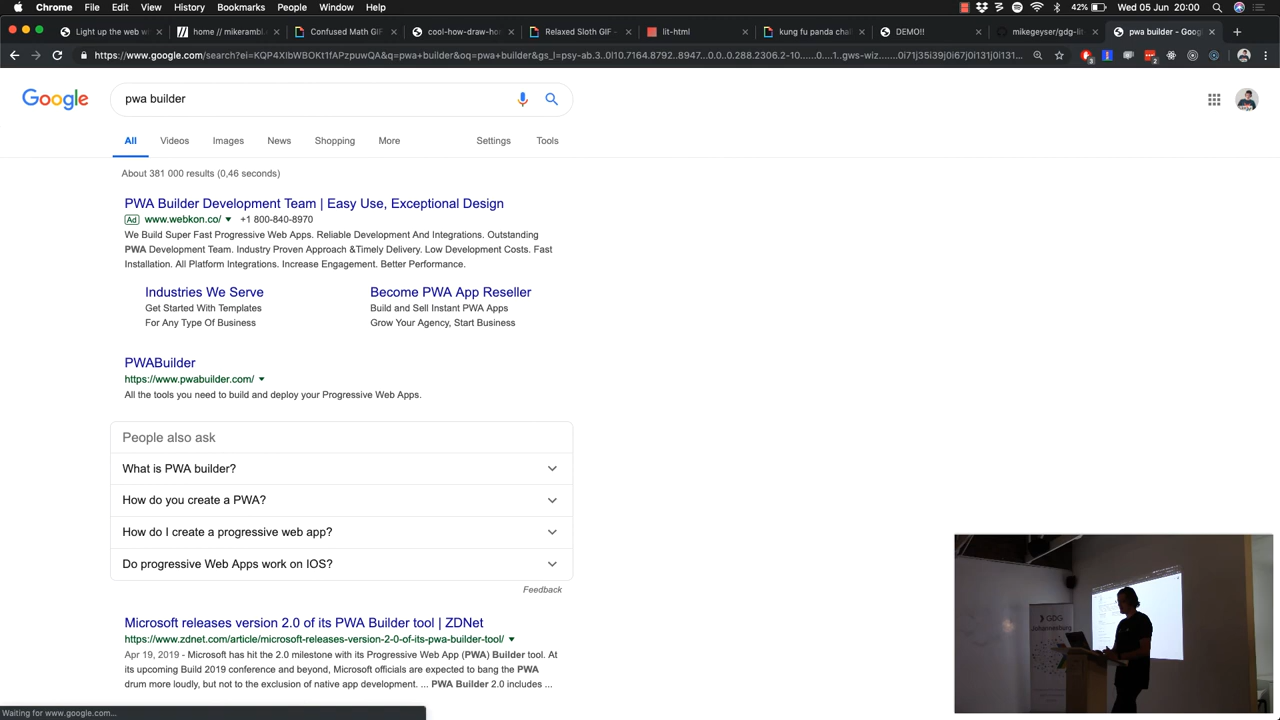 Chrome File Edit View History Bookmarks People Window Help
42% Wed 05 Jun 20:00
Light up the web w
home // mikerambl
Confused Math GIF
cool-how-draw-ho
Relaxed Sloth GIF -
lit-html
kung fu panda cha
DEMO!!
mikegeyser/gdg-lit
pwa builder - Goog
https://www.google.com/search?ei=KQP4XIbWBOKt1fAPzpuwQA&q=pwa+builder&oq=pwa+builder&gs_l=psy-ab.3..0l10.7164.8792..8947...0.0..0.288.2306.2-10......0....1..gws-wiz.......0i71j35i39j0i67j0i131j0i131...
Google
pwa builder
All Videos Images News Shopping More Settings Tools
About 381 000 results (0,46 seconds)
PWA Builder Development Team | Easy Use, Exceptional Design
Ad www.webkon.co/ +1 800-840-8970
We Build Super Fast Progressive Web Apps. Reliable Development And Integrations. Outstanding
PWA Development Team. Industry Proven Approach &Timely Delivery. Low Development Costs. Fast
Installation. All Platform Integrations. Increase Engagement. Better Performance.
Industries We Serve
Get Started With Templates
For Any Type Of Business
Become PWA App Reseller
Build and Sell Instant PWA Apps
Grow Your Agency, Start Business
PWABuilder
https://www.pwabuilder.com/
All the tools you need to build and deploy your Progressive Web Apps.
People also ask
What is PWA builder?
How do you create a PWA?
How do I create a progressive web app?
Do progressive Web Apps work on IOS?
Feedback
Microsoft releases version 2.0 of its PWA Builder tool | ZDNet
https://www.zdnet.com/article/microsoft-releases-version-2-0-of-its-pwa-builder-tool/
Apr 19, 2019 - Microsoft has hit the 2.0 milestone with its Progressive Web App (PWA) Builder tool. At
its upcoming Build 2019 conference and beyond, Microsoft officials are expected to bang the PWA
drum more loudly, but not to the exclusion of native app development. ... PWA Builder 2.0 includes ...
Waiting for www.google.com...
GDG
Johannesburg